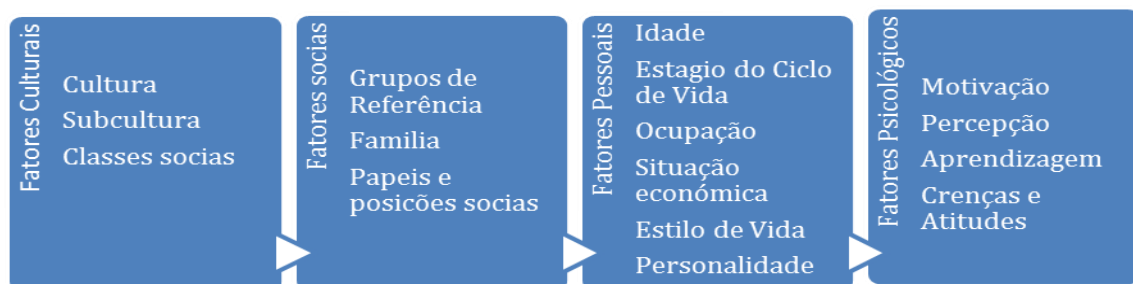 Fatores Culturais
Cultura
Subcultura
Classes socias
Fatores socias
Grupos de
Referência
Familia
Papeis e
posicões socias
Fatores Pessoais
Idade
Estagio do Ciclo
de Vida
Ocupação
Situação
económica
Estilo de Vida
Personalidade
Fatores Psicológicos
Motivação
Percepção
Aprendizagem
Crenças e
Atitudes